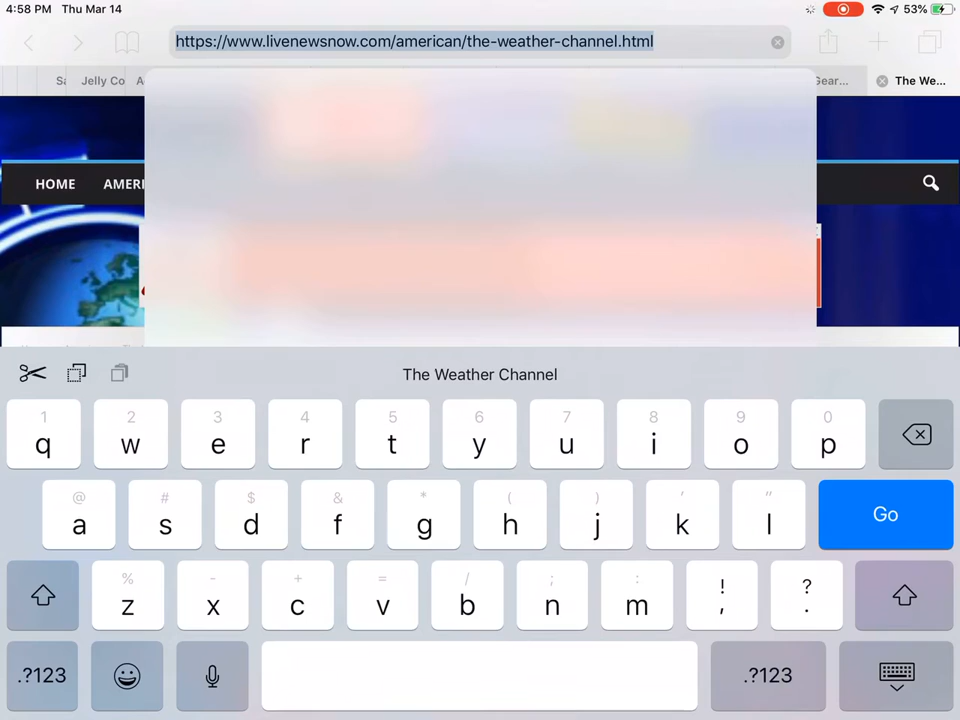 4:58 PM Thu Mar 14 53%
https://www.livenewsnow.com/american/the-weather-channel.html
Jelly Co Gear... The We...
HOME AMERI
The Weather Channel
1 2 3 4 5 6 7 8 9 0
q w e r t y u i o p
@ # $ & * ( ) ' "
a s d f g h j k l Go
% - + = / ; : ! ?
z x c v b n m , .
.?123 .?123